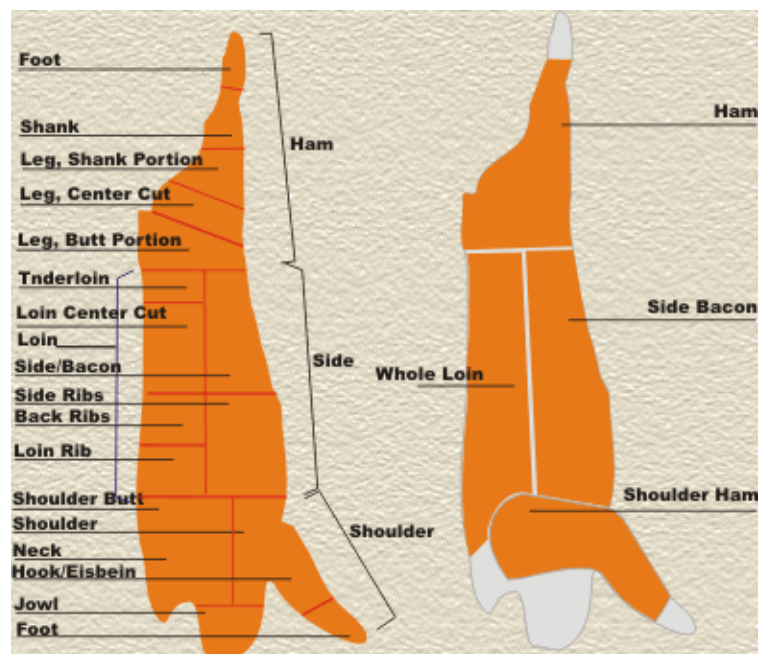 Foot
Shank
Leg, Shank Portion
Leg, Center Cut
Leg, Butt Portion
Tnderloin
Loin Center Cut
Loin
Side/Bacon
Side Ribs
Back Ribs
Loin Rib
Shoulder Butt
Shoulder
Neck
Hook/Eisbein
Jowl
Foot
Ham
Side
Shoulder
Ham
Side Bacon
Whole Loin
Shoulder Ham